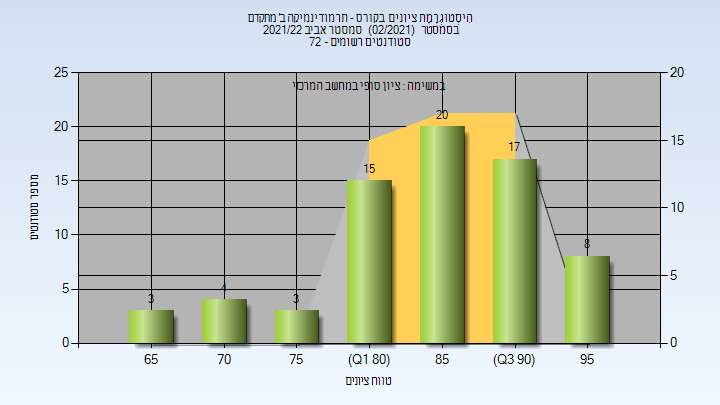 היסטוגרמת ציונים בקורס - תרמודינמיקה ב' מתקדם
בסמסטר (02/2021) סמסטר אביב 2021/22
סטודנטים רשומים - 72
במשימה : ציון סופי במחשב המרכזי
25
20
15
10
5
0
20
15
10
5
0
מספר סטודנטים
3
4
3
15
20
17
8
65
70
75
(Q1 80)
85
(Q3 90)
95
טווח ציונים